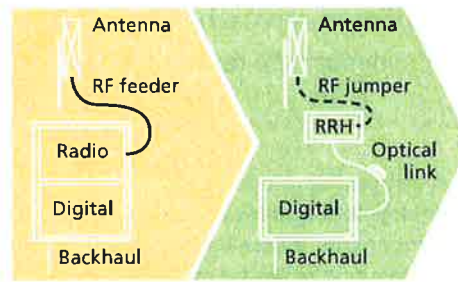 Antenna
RF feeder
Radio
Digital
Backhaul
Antenna
RF jumper
RRH
Optical
link
Digital
Backhaul